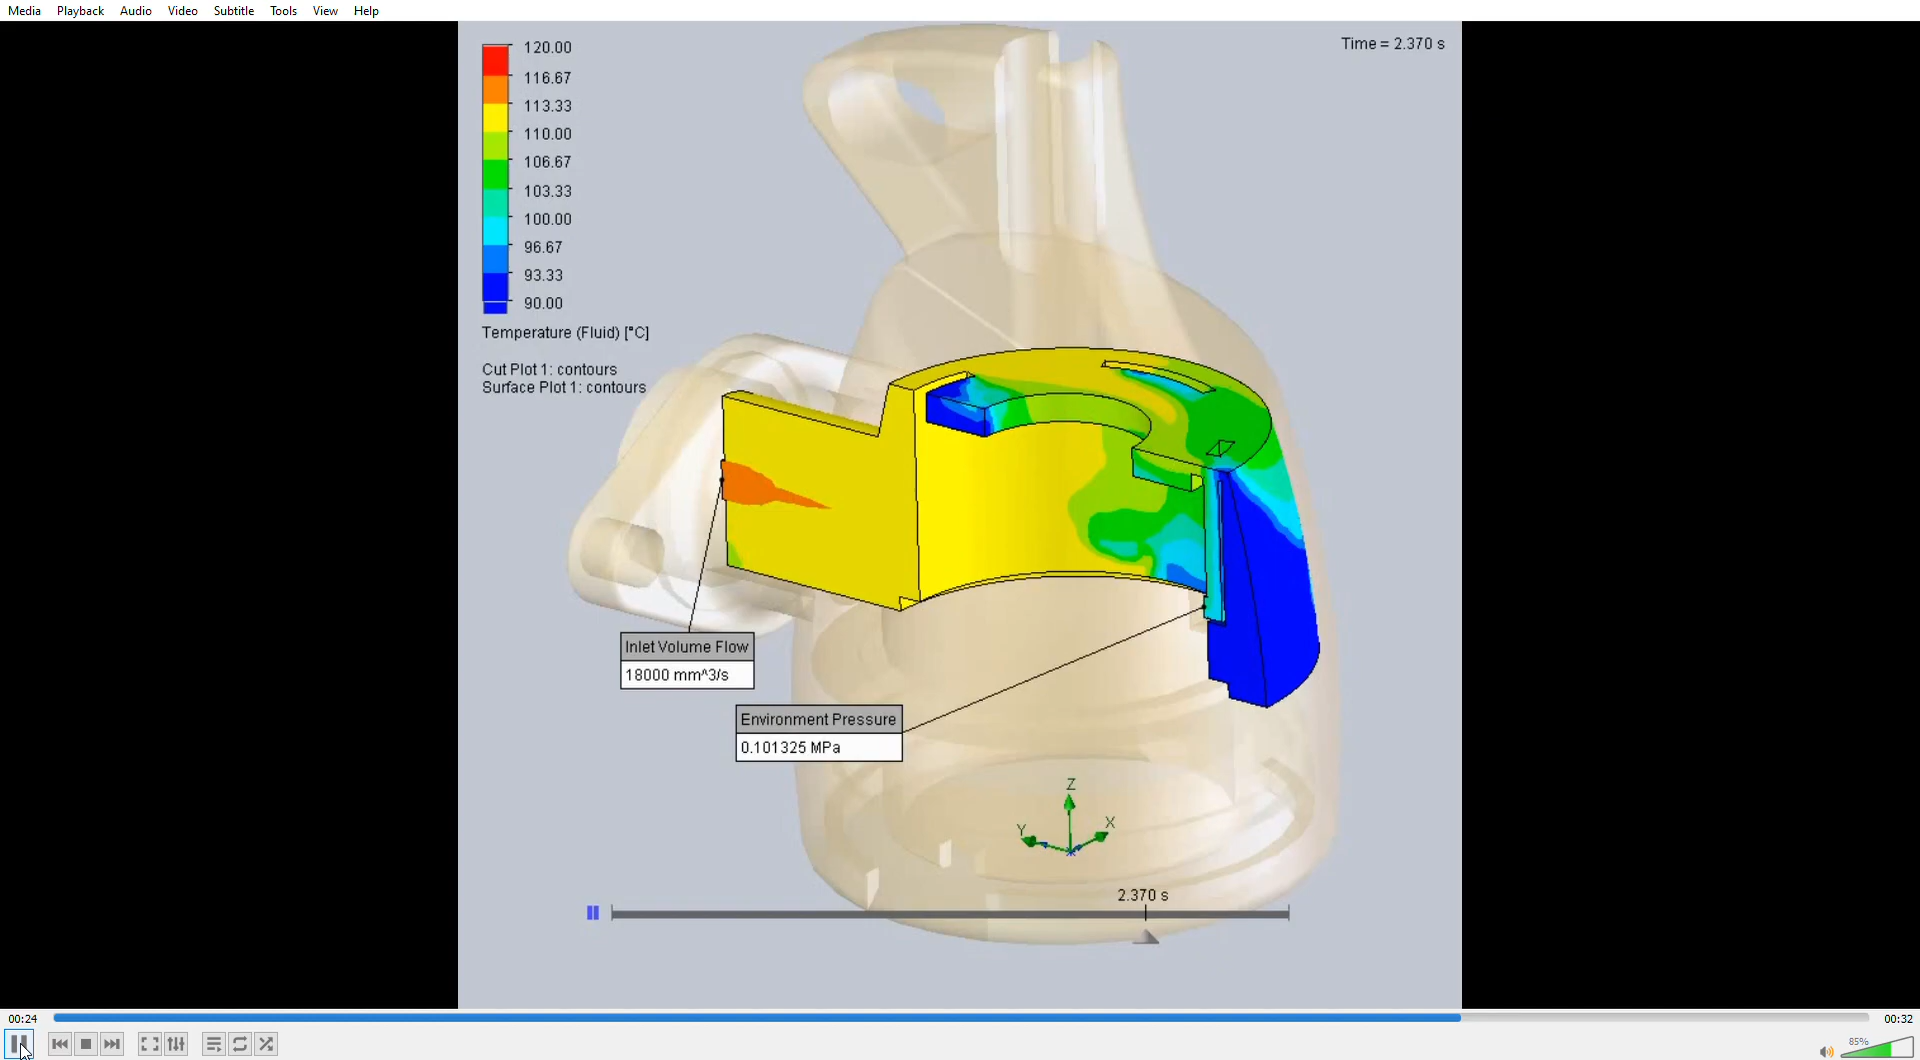 Media Playback Audio Video Subtitle Tools View Help
Time = 2.370 s
120.00
116.67
113.33
110.00
106.67
103.33
100.00
96.67
93.33
90.00
Temperature (Fluid) [°C]
Cut Plot 1: contours
Surface Plot 1: contours
Inlet Volume Flow
18000 mm^3/s
Environment Pressure
0.101325 MPa
Z
Y
X
2.370 s
00:24
00:32
85%